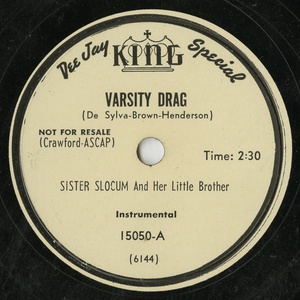 Dee Jay KING Special
VARSITY DRAG
(De Sylva-Brown-Henderson)
NOT FOR RESALE
(Crawford-ASCAP)
Time: 2:30
SISTER SLOCUM And Her Little Brother
Instrumental
15050-A
(6144)